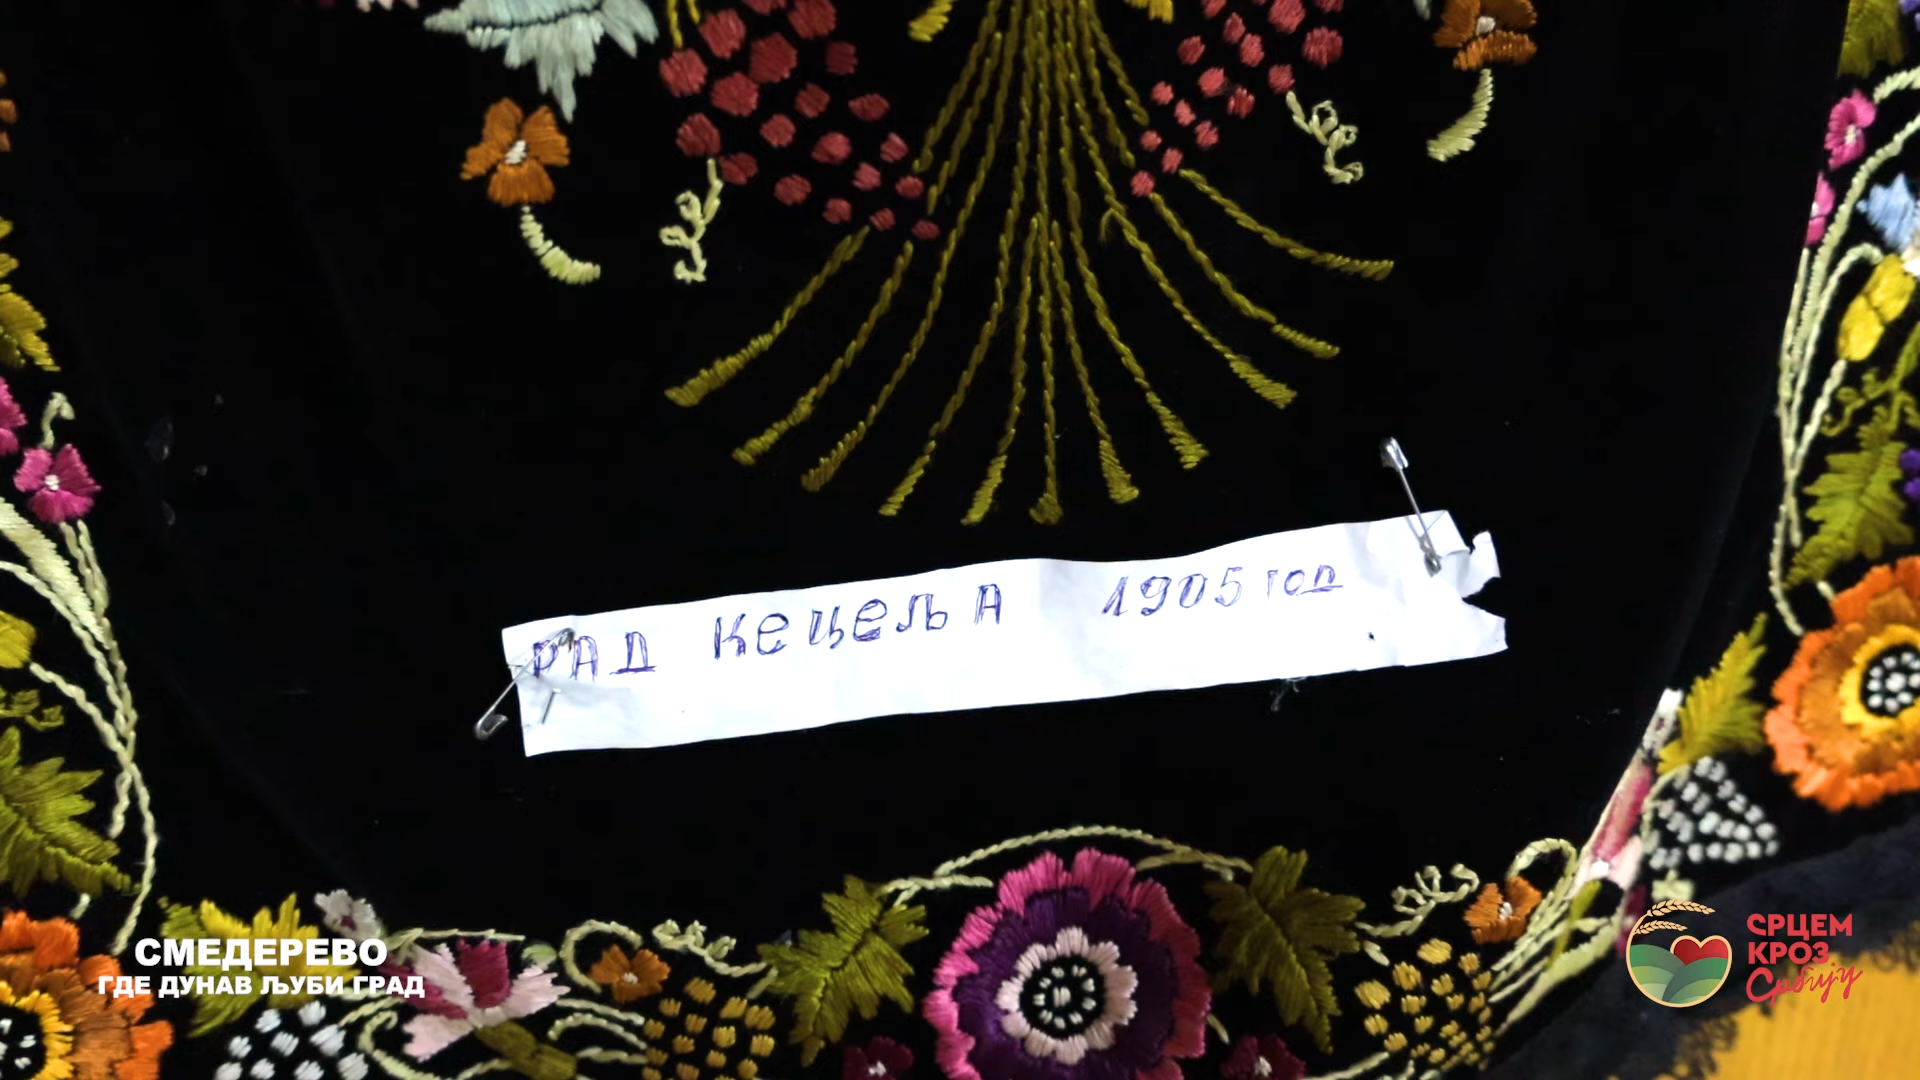 РАД КЕЦЕЉА 1905 год
СМЕДЕРЕВО
ГДЕ ДУНАВ ЉУБИ ГРАД
СРЦЕМ
КРОЗ
Србију